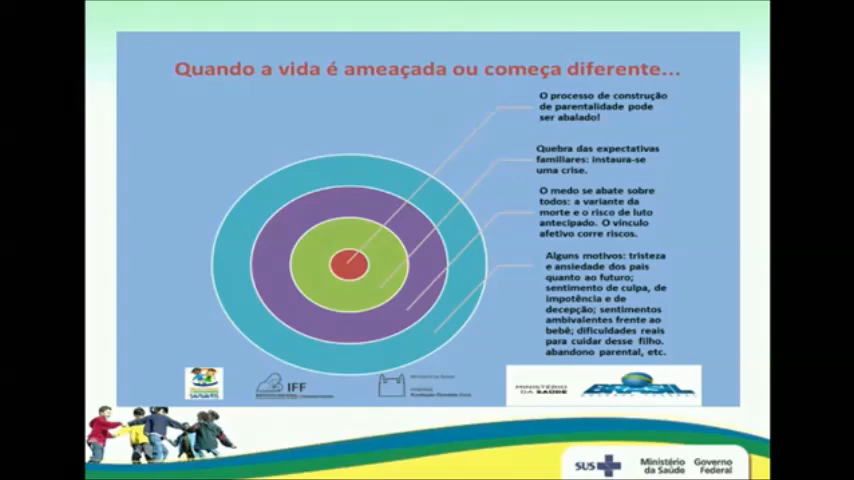 Quando a vida é ameaçada ou começa diferente...
O processo de construção
de parentalidade pode
ser abalado!
Quebra das expectativas
familiares: instaura-se
uma crise.
O medo se abate sobre
todos: a variante da
morte e o risco de luto
antecipado. O vínculo
afetivo corre riscos.
Alguns motivos: tristeza
e ansiedade dos pais
quanto ao futuro;
sentimento de culpa, de
impotência e de
decepção; sentimentos
ambivalentes frente ao
bebê; dificuldades reais
para cuidar desse filho.
abandono parental, etc.
IFF
Fundação Oswaldo Cruz
MINISTÉRIO
DA SAÚDE
BRASIL
SUS
Ministério
da Saúde
Governo
Federal